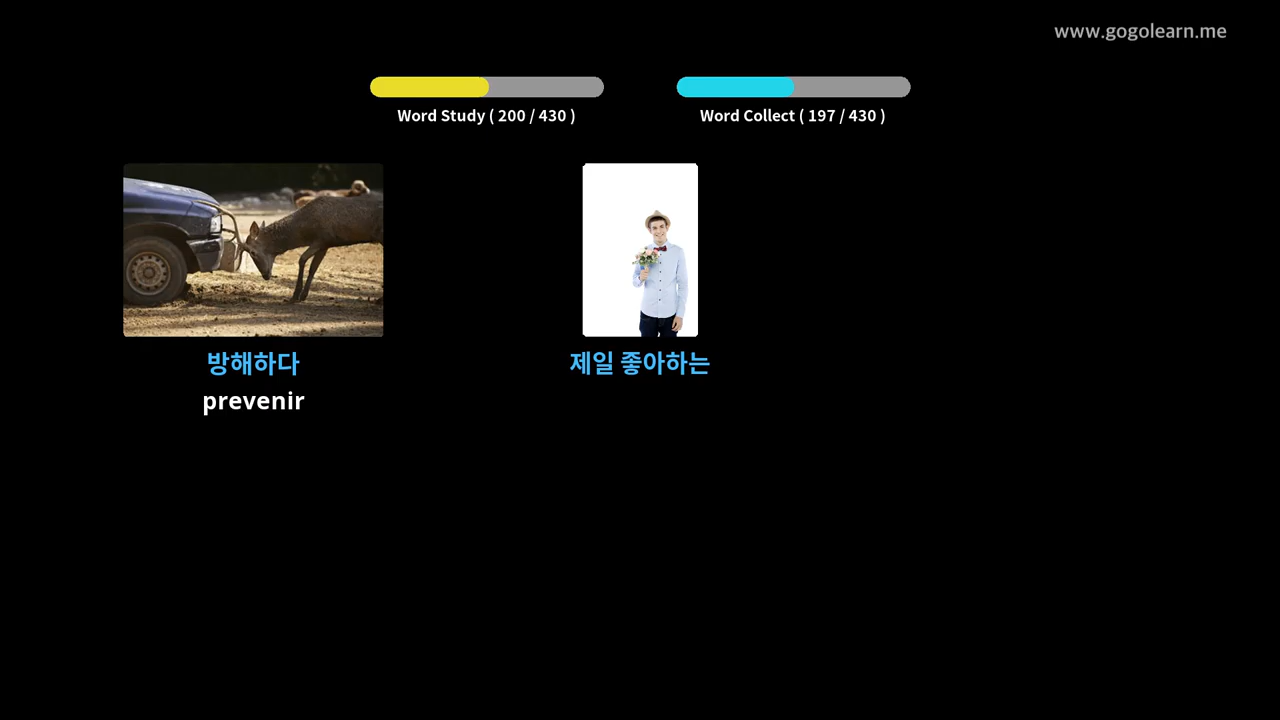 www.gogolearn.me
Word Study ( 200 / 430 )
Word Collect ( 197 / 430 )
방해하다
prevenir
제일 좋아하는